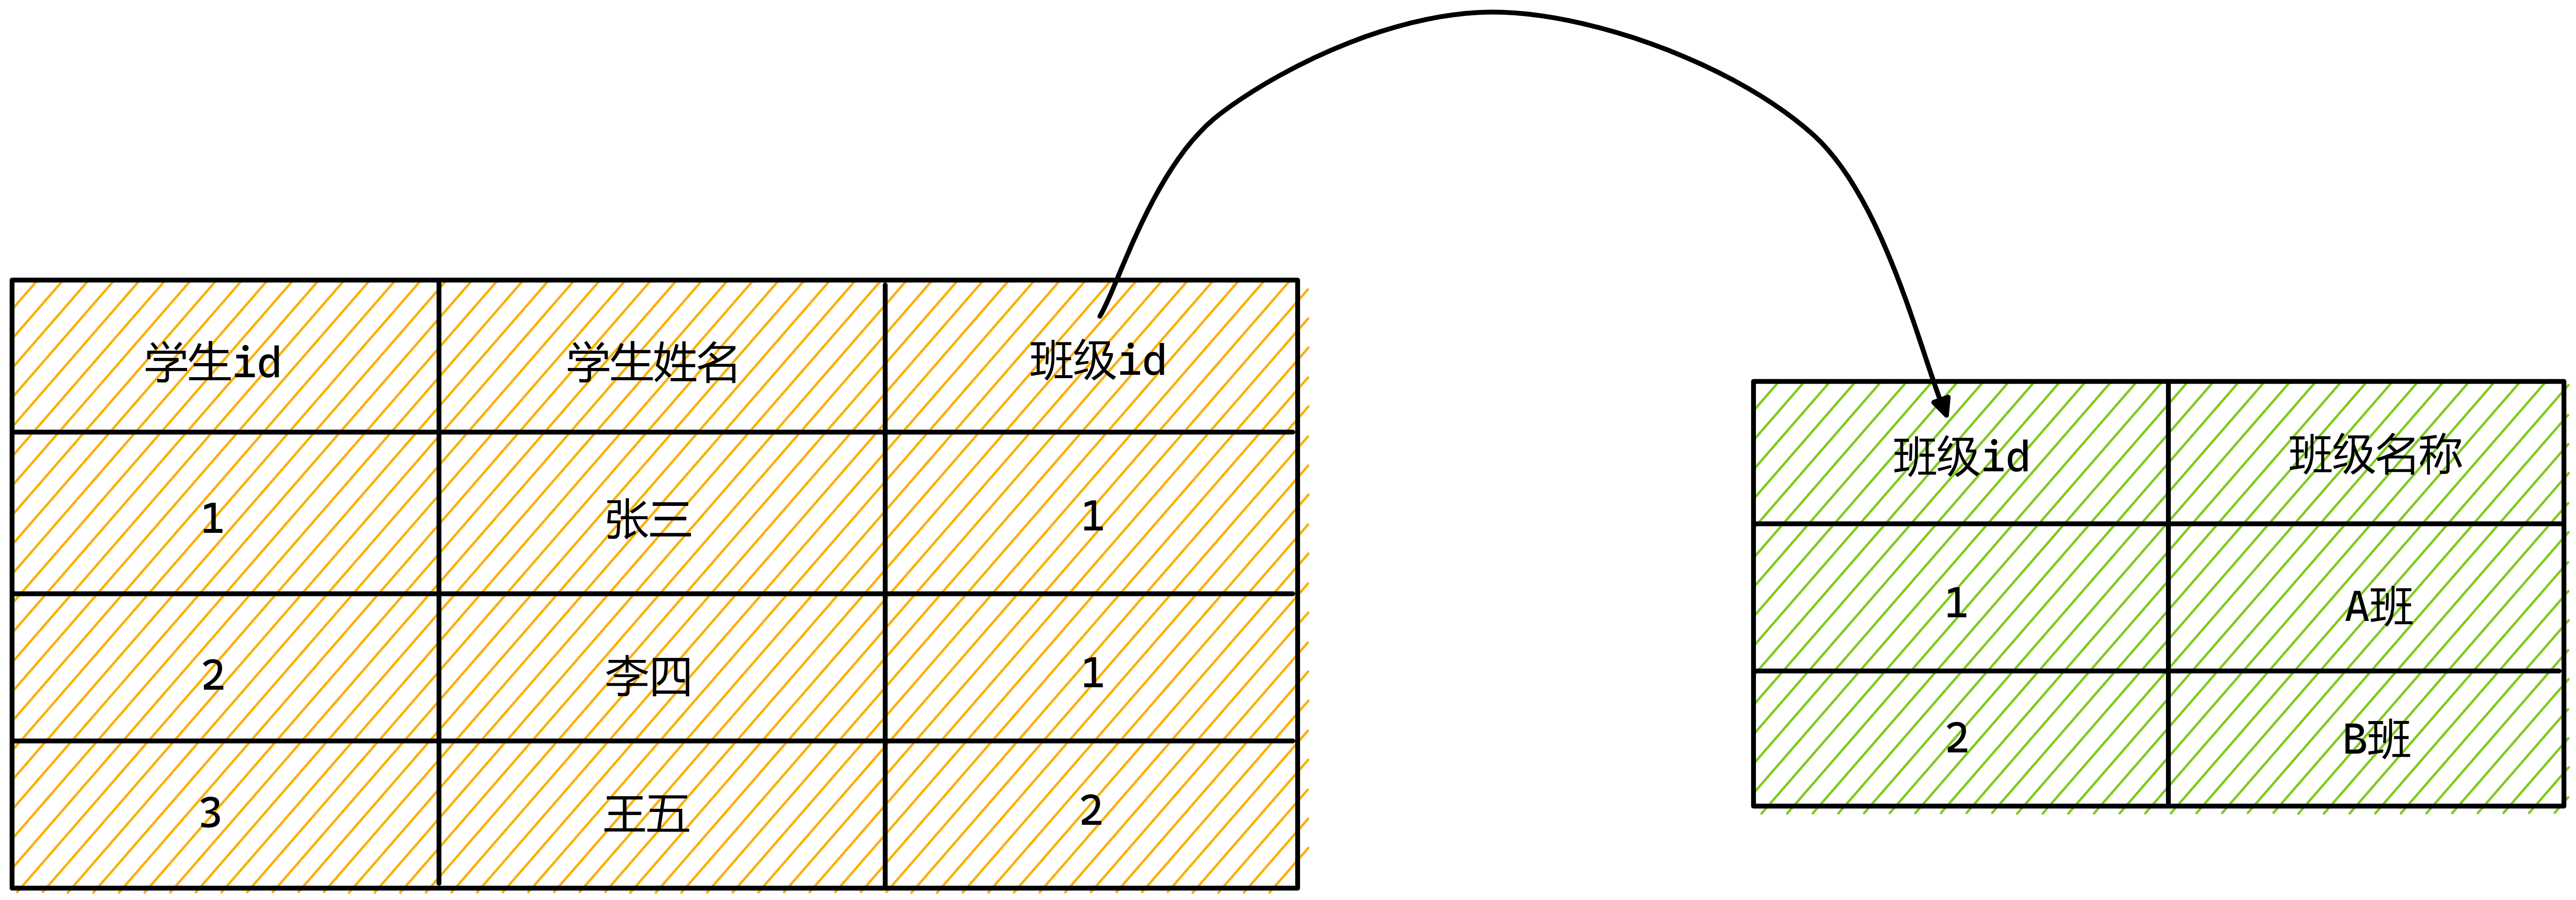 学生id 学生姓名 班级id
1 张三 1
2 李四 1
3 王五 2
班级id 班级名称
1 A班
2 B班